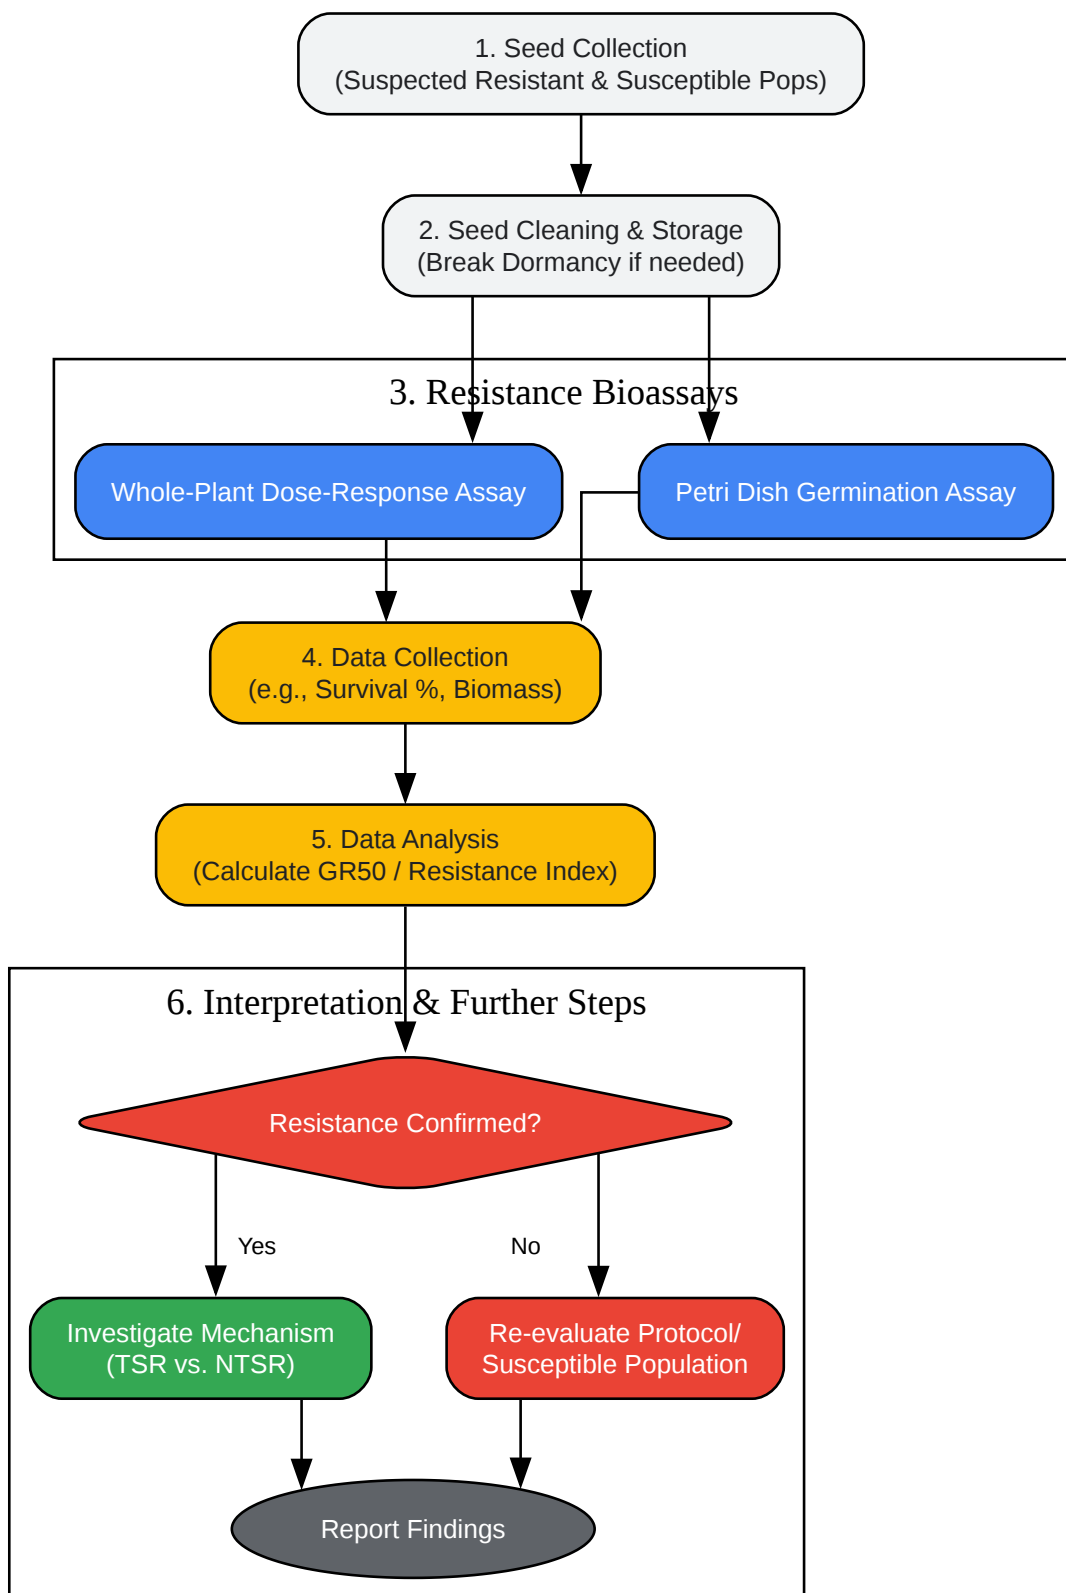 1. Seed Collection
(Suspected Resistant & Susceptible Pops)
2. Seed Cleaning & Storage
(Break Dormancy if needed)
3. Resistance Bioassays
Whole-Plant Dose-Response Assay
Petri Dish Germination Assay
4. Data Collection
(e.g., Survival %, Biomass)
5. Data Analysis
(Calculate GR50 / Resistance Index)
6. Interpretation & Further Steps
Resistance Confirmed?
Yes
No
Investigate Mechanism
(TSR vs. NTSR)
Re-evaluate Protocol/
Susceptible Population
Report Findings